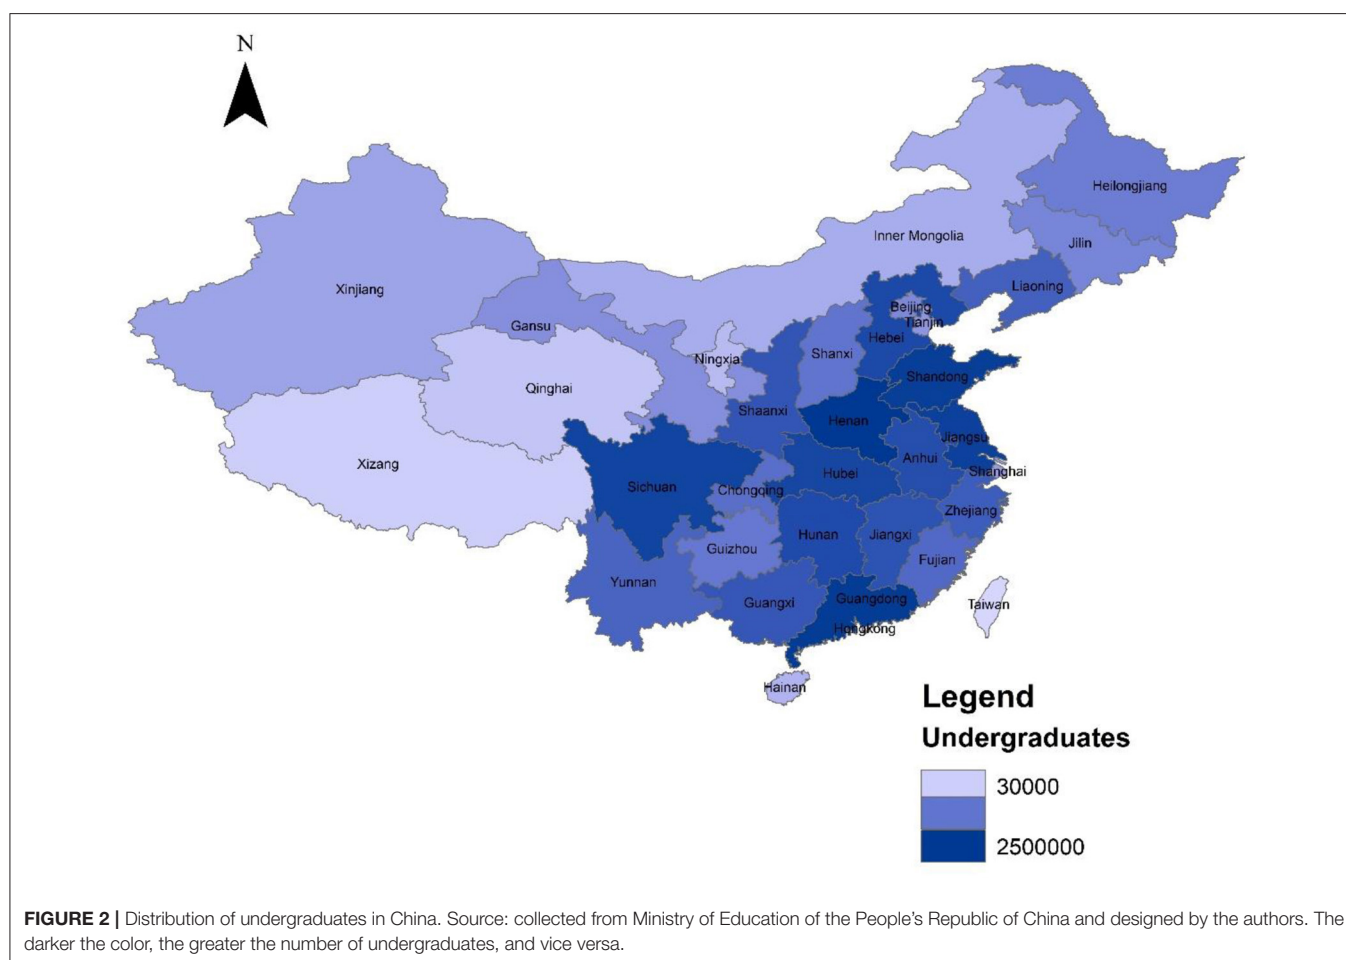 N
Heilongjiang
Inner Mongolia
Jilin
Xinjiang
Liaoning
Beijing
Tianjin
Gansu
Hebei
Ningxia
Shanxi
Shandong
Qinghai
Shaanxi
Henan
Jiangsu
Anhui
Xizang
Shanghai
Hubei
Sichuan
Chongqing
Zhejiang
Hunan
Jiangxi
Guizhou
Fujian
Yunnan
Guangxi
Guangdong
Taiwan
Hongkong
Hainan
Legend
Undergraduates
30000
2500000
FIGURE 2 | Distribution of undergraduates in China. Source: collected from Ministry of Education of the People's Republic of China and designed by the authors. The
darker the color, the greater the number of undergraduates, and vice versa.